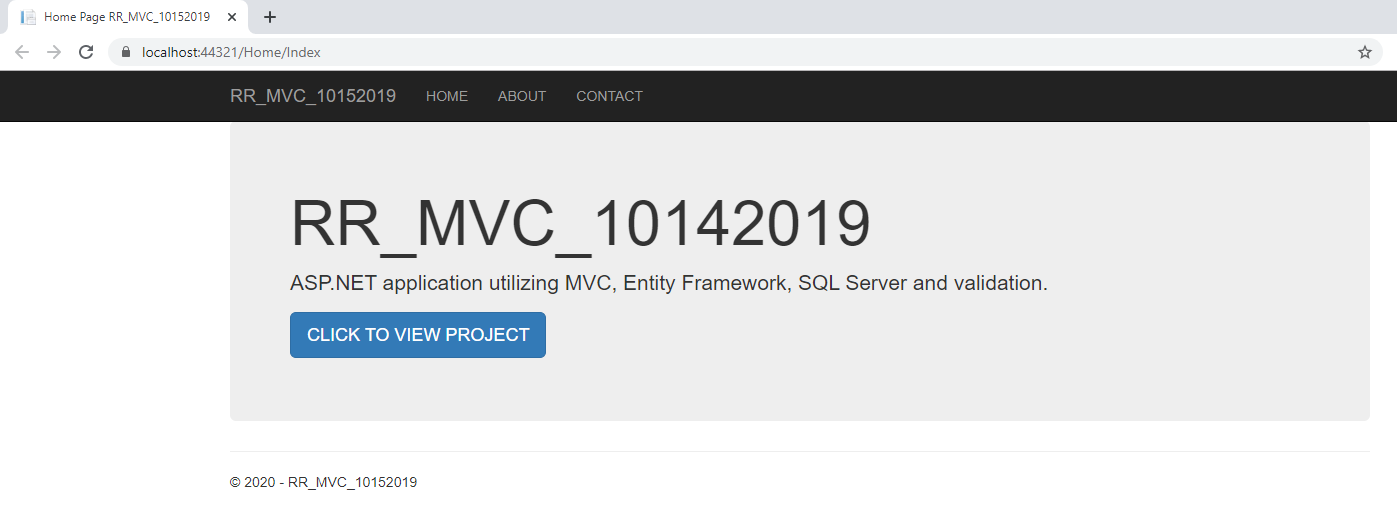 Home Page RR_MVC_10152019
localhost:44321/Home/Index
RR_MVC_10152019 HOME ABOUT CONTACT
RR_MVC_10142019
ASP.NET application utilizing MVC, Entity Framework, SQL Server and validation.
CLICK TO VIEW PROJECT
© 2020 - RR_MVC_10152019